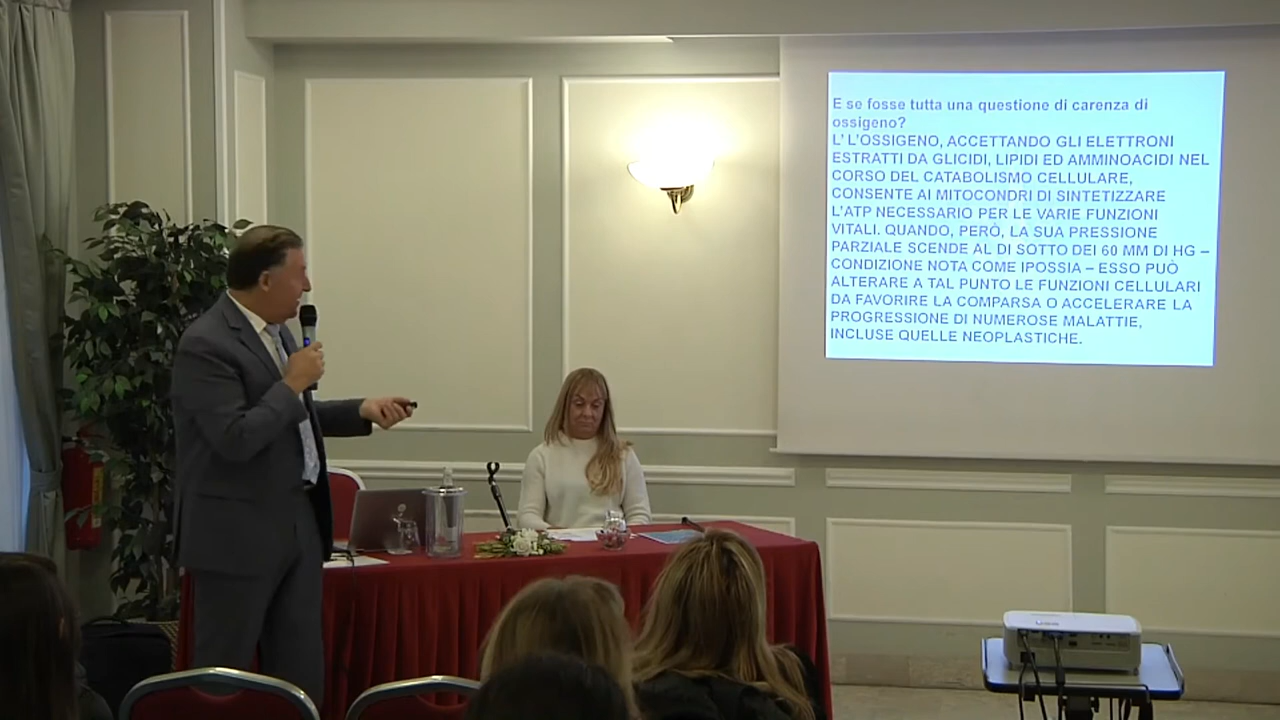 E se fosse tutta una questione di carenza di
ossigeno?
L' L'OSSIGENO, ACCETTANDO GLI ELETTRONI
ESTRATTI DA GLICIDI, LIPIDI ED AMMINOACIDI NEL
CORSO DEL CATABOLISMO CELLULARE,
CONSENTE AI MITOCONDRI DI SINTETIZZARE
L'ATP NECESSARIO PER LE VARIE FUNZIONI
VITALI. QUANDO, PERÒ, LA SUA PRESSIONE
PARZIALE SCENDE AL DI SOTTO DEI 60 MM DI HG –
CONDIZIONE NOTA COME IPOSSIA – ESSO PUÒ
ALTERARE A TAL PUNTO LE FUNZIONI CELLULARI
DA FAVORIRE LA COMPARSA O ACCELERARE LA
PROGRESSIONE DI NUMEROSE MALATTIE,
INCLUSE QUELLE NEOPLASTICHE.